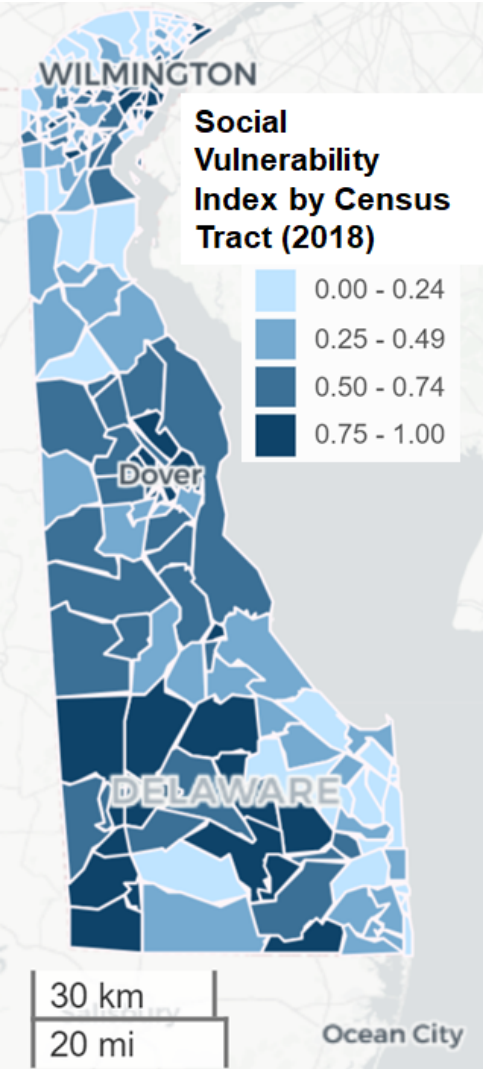 WILMINGTON
Social
Vulnerability
Index by Census
Tract (2018)
0.00 - 0.24
0.25 - 0.49
0.50 - 0.74
0.75 - 1.00
Dover
DELAWARE
30 km
Salisbury
20 mi
Ocean City